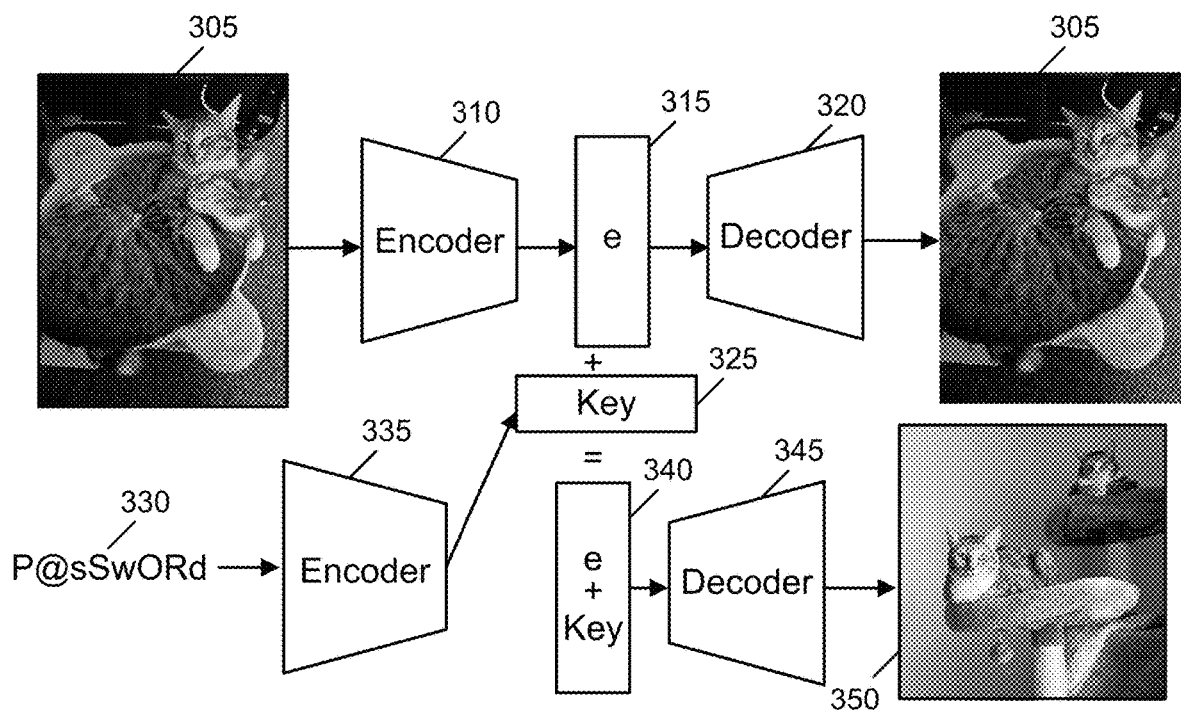 305
305
310
315
320
Encoder
e
Decoder
+
325
Key
335
=
340
345
330
P@sSwORd
Encoder
e
+
Key
Decoder
350